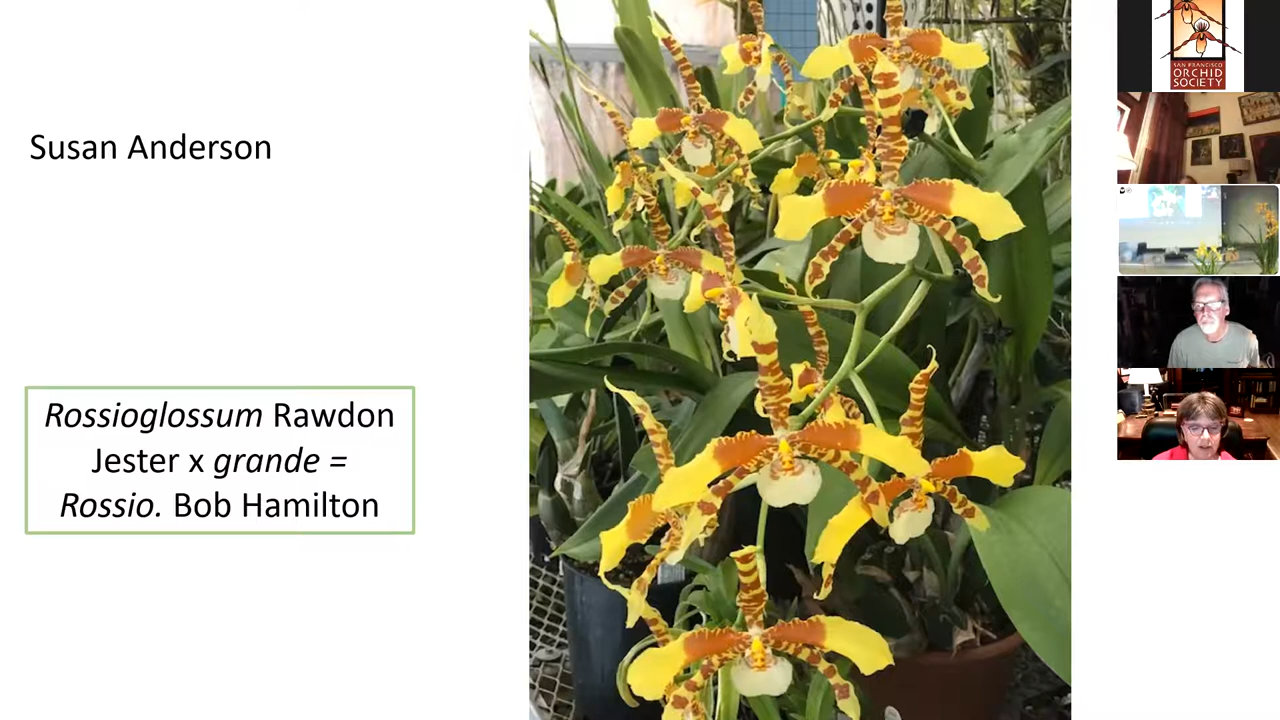 Susan Anderson
Rossioglossum Rawdon
Jester x grande =
Rossio. Bob Hamilton
SAN FRANCISCO
ORCHID
SOCIETY